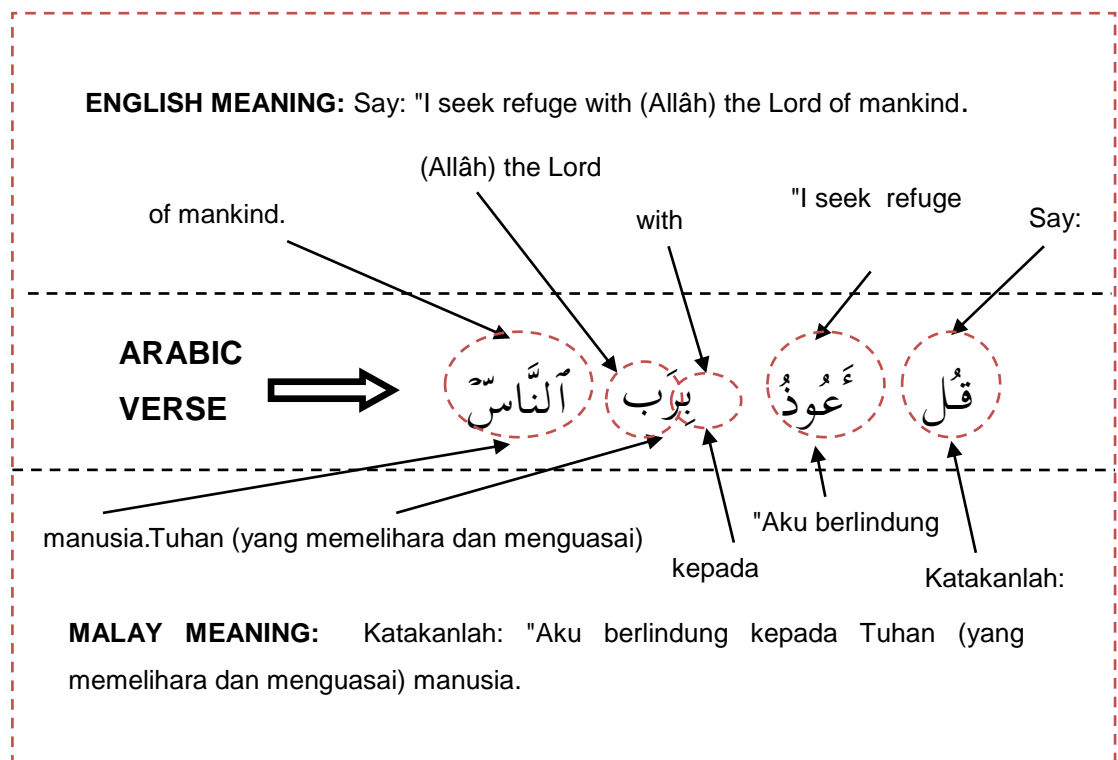 ENGLISH MEANING: Say: "I seek refuge with (Allâh) the Lord of mankind.
(Allâh) the Lord
"I seek refuge
of mankind.
with
Say:
ARABIC
VERSE
قُل َٔعُوذُ بِرَب ٱلنَّاسّ
manusia.Tuhan (yang memelihara dan menguasai)
"Aku berlindung
kepada
Katakanlah:
MALAY MEANING: Katakanlah: "Aku berlindung kepada Tuhan (yang
memelihara dan menguasai) manusia.